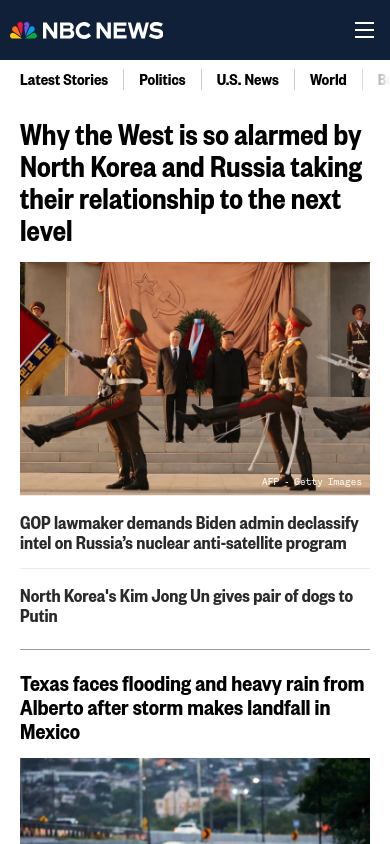 NBC NEWS
Latest Stories
Politics
U.S. News
World
Why the West is so alarmed by
North Korea and Russia taking
their relationship to the next
level
AFP - Getty Images
GOP lawmaker demands Biden admin declassify
intel on Russia’s nuclear anti-satellite program
North Korea's Kim Jong Un gives pair of dogs to
Putin
Texas faces flooding and heavy rain from
Alberto after storm makes landfall in
Mexico